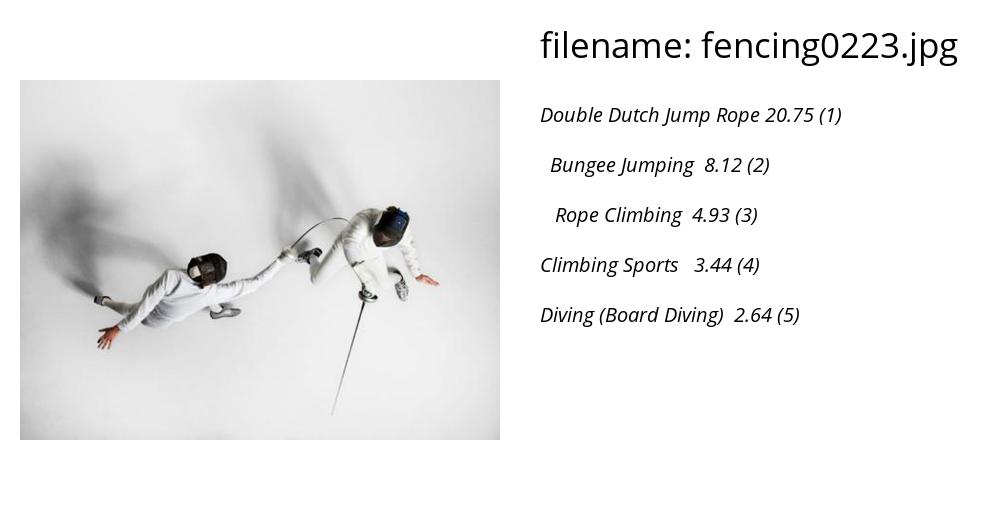 filename: fencing0223.jpg
Double Dutch Jump Rope 20.75 (1)
Bungee Jumping 8.12 (2)
Rope Climbing 4.93 (3)
Climbing Sports 3.44 (4)
Diving (Board Diving) 2.64 (5)